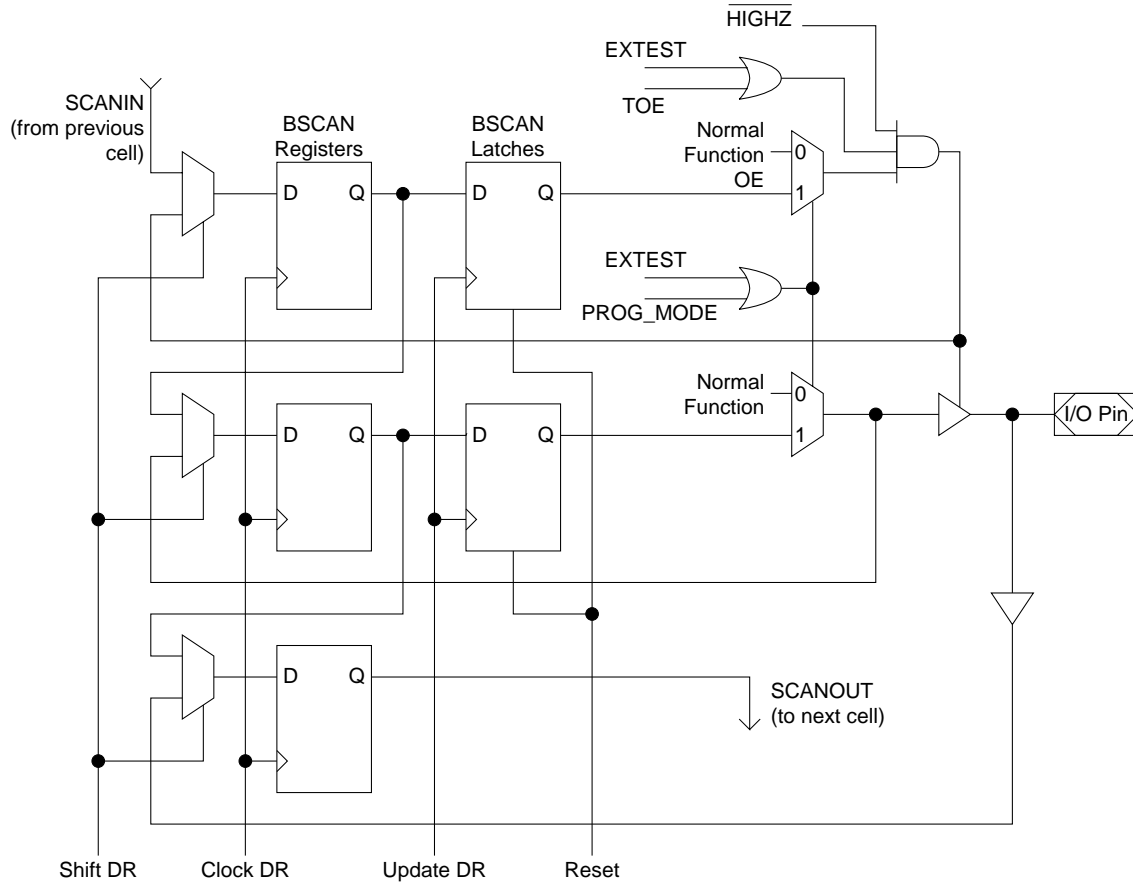 HIGHZ
EXTEST
TOE
SCANIN
(from previous
cell)
BSCAN
Registers
BSCAN
Latches
Normal
Function
OE
0
1
D
Q
D
Q
EXTEST
PROG_MODE
Normal
Function
0
1
I/O Pin
D
Q
D
Q
D
Q
SCANOUT
(to next cell)
Shift DR
Clock DR
Update DR
Reset